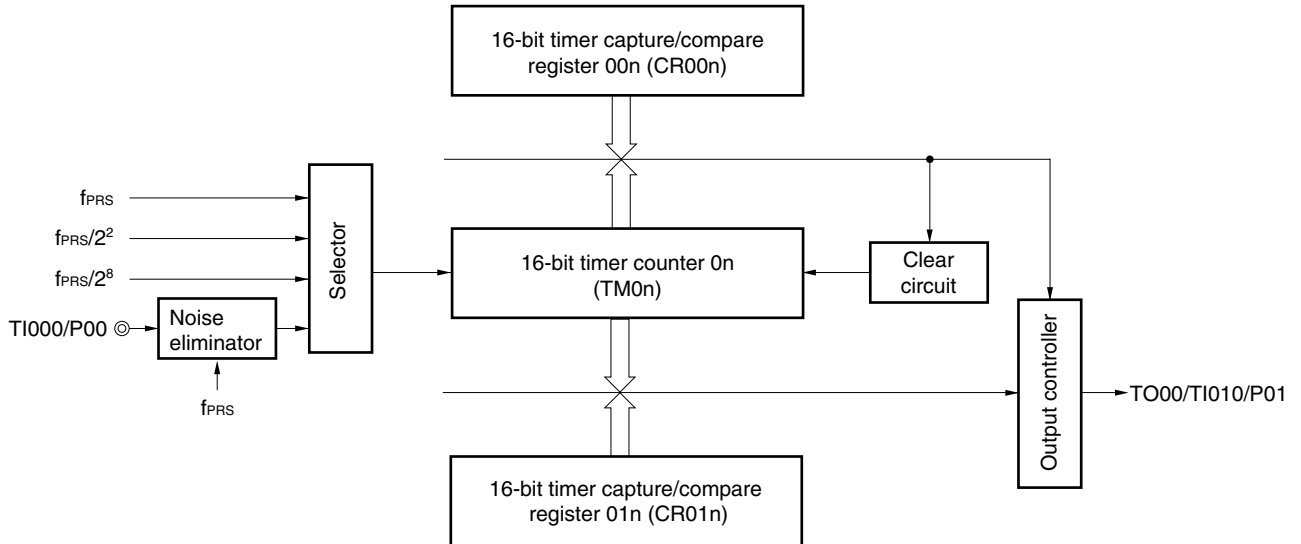 16-bit timer capture/compare
register 00n (CR00n)
fPRS
fPRS/2²
fPRS/2⁸
TI000/P00
Noise
eliminator
fPRS
Selector
16-bit timer counter 0n
(TM0n)
Clear
circuit
Output controller
TO00/TI010/P01
16-bit timer capture/compare
register 01n (CR01n)